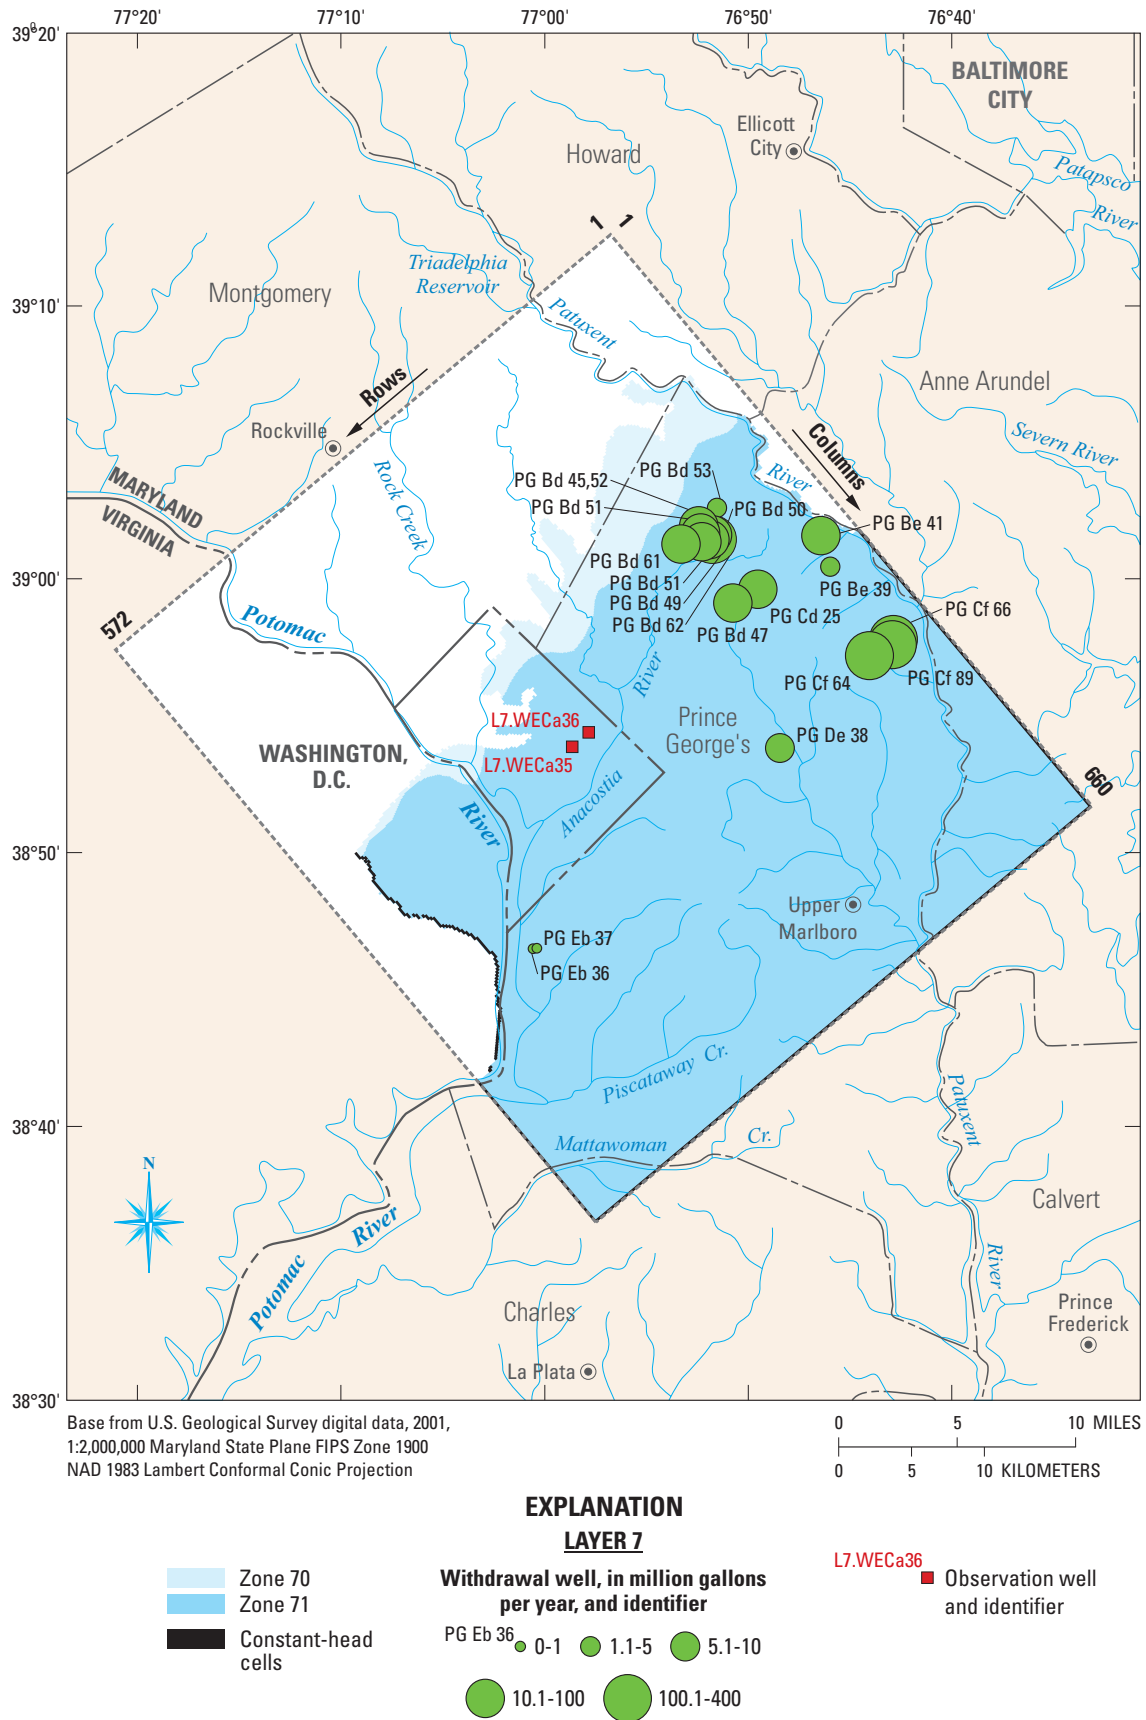 77°20' 77°10' 77°00' 76°50' 76°40'
39°20'
BALTIMORE
CITY
Ellicott
City
Howard
Patapsco
River
1 1
Triadelphia
Reservoir
Montgomery
39°10'
Patuxent
Anne Arundel
Rows
Severn River
Rockville
Columns
Rock Creek
PG Bd 53
River
PG Bd 45,52
MARYLAND
VIRGINIA
PG Bd 51
PG Bd 50
PG Be 41
PG Bd 61
39°00'
PG Bd 51
PG Be 39
PG Bd 49
PG Cf 66
PG Bd 62
PG Cd 25
PG Bd 47
Potomac
572
River
PG Cf 64
PG Cf 89
L7.WECa36
Prince
George's
PG De 38
WASHINGTON,
D.C.
L7.WECa35
660
River
Anacostia
38°50'
Upper
Marlboro
PG Eb 37
PG Eb 36
Piscataway Cr.
Patuxent
38°40'
Mattawoman Cr.
N
Calvert
River
Potomac
River
Charles
Prince
Frederick
La Plata
38°30'
Base from U.S. Geological Survey digital data, 2001,
1:2,000,000 Maryland State Plane FIPS Zone 1900
NAD 1983 Lambert Conformal Conic Projection
0 5 10 MILES
0 5 10 KILOMETERS
EXPLANATION
LAYER 7
Zone 70
Zone 71
Constant-head
cells
Withdrawal well, in million gallons
per year, and identifier
PG Eb 36
0-1 1.1-5 5.1-10
10.1-100 100.1-400
L7.WECa36
Observation well
and identifier